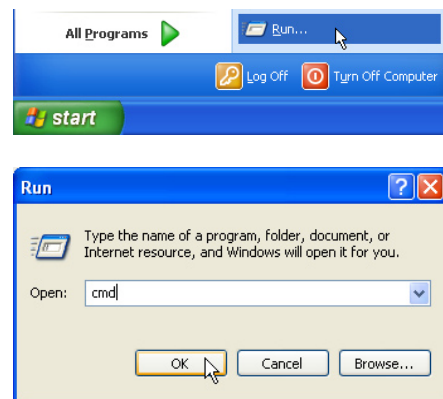 All Programs
Run...
Log Off
Turn Off Computer
start
Run
Type the name of a program, folder, document, or
Internet resource, and Windows will open it for you.
Open: cmd
OK Cancel Browse...